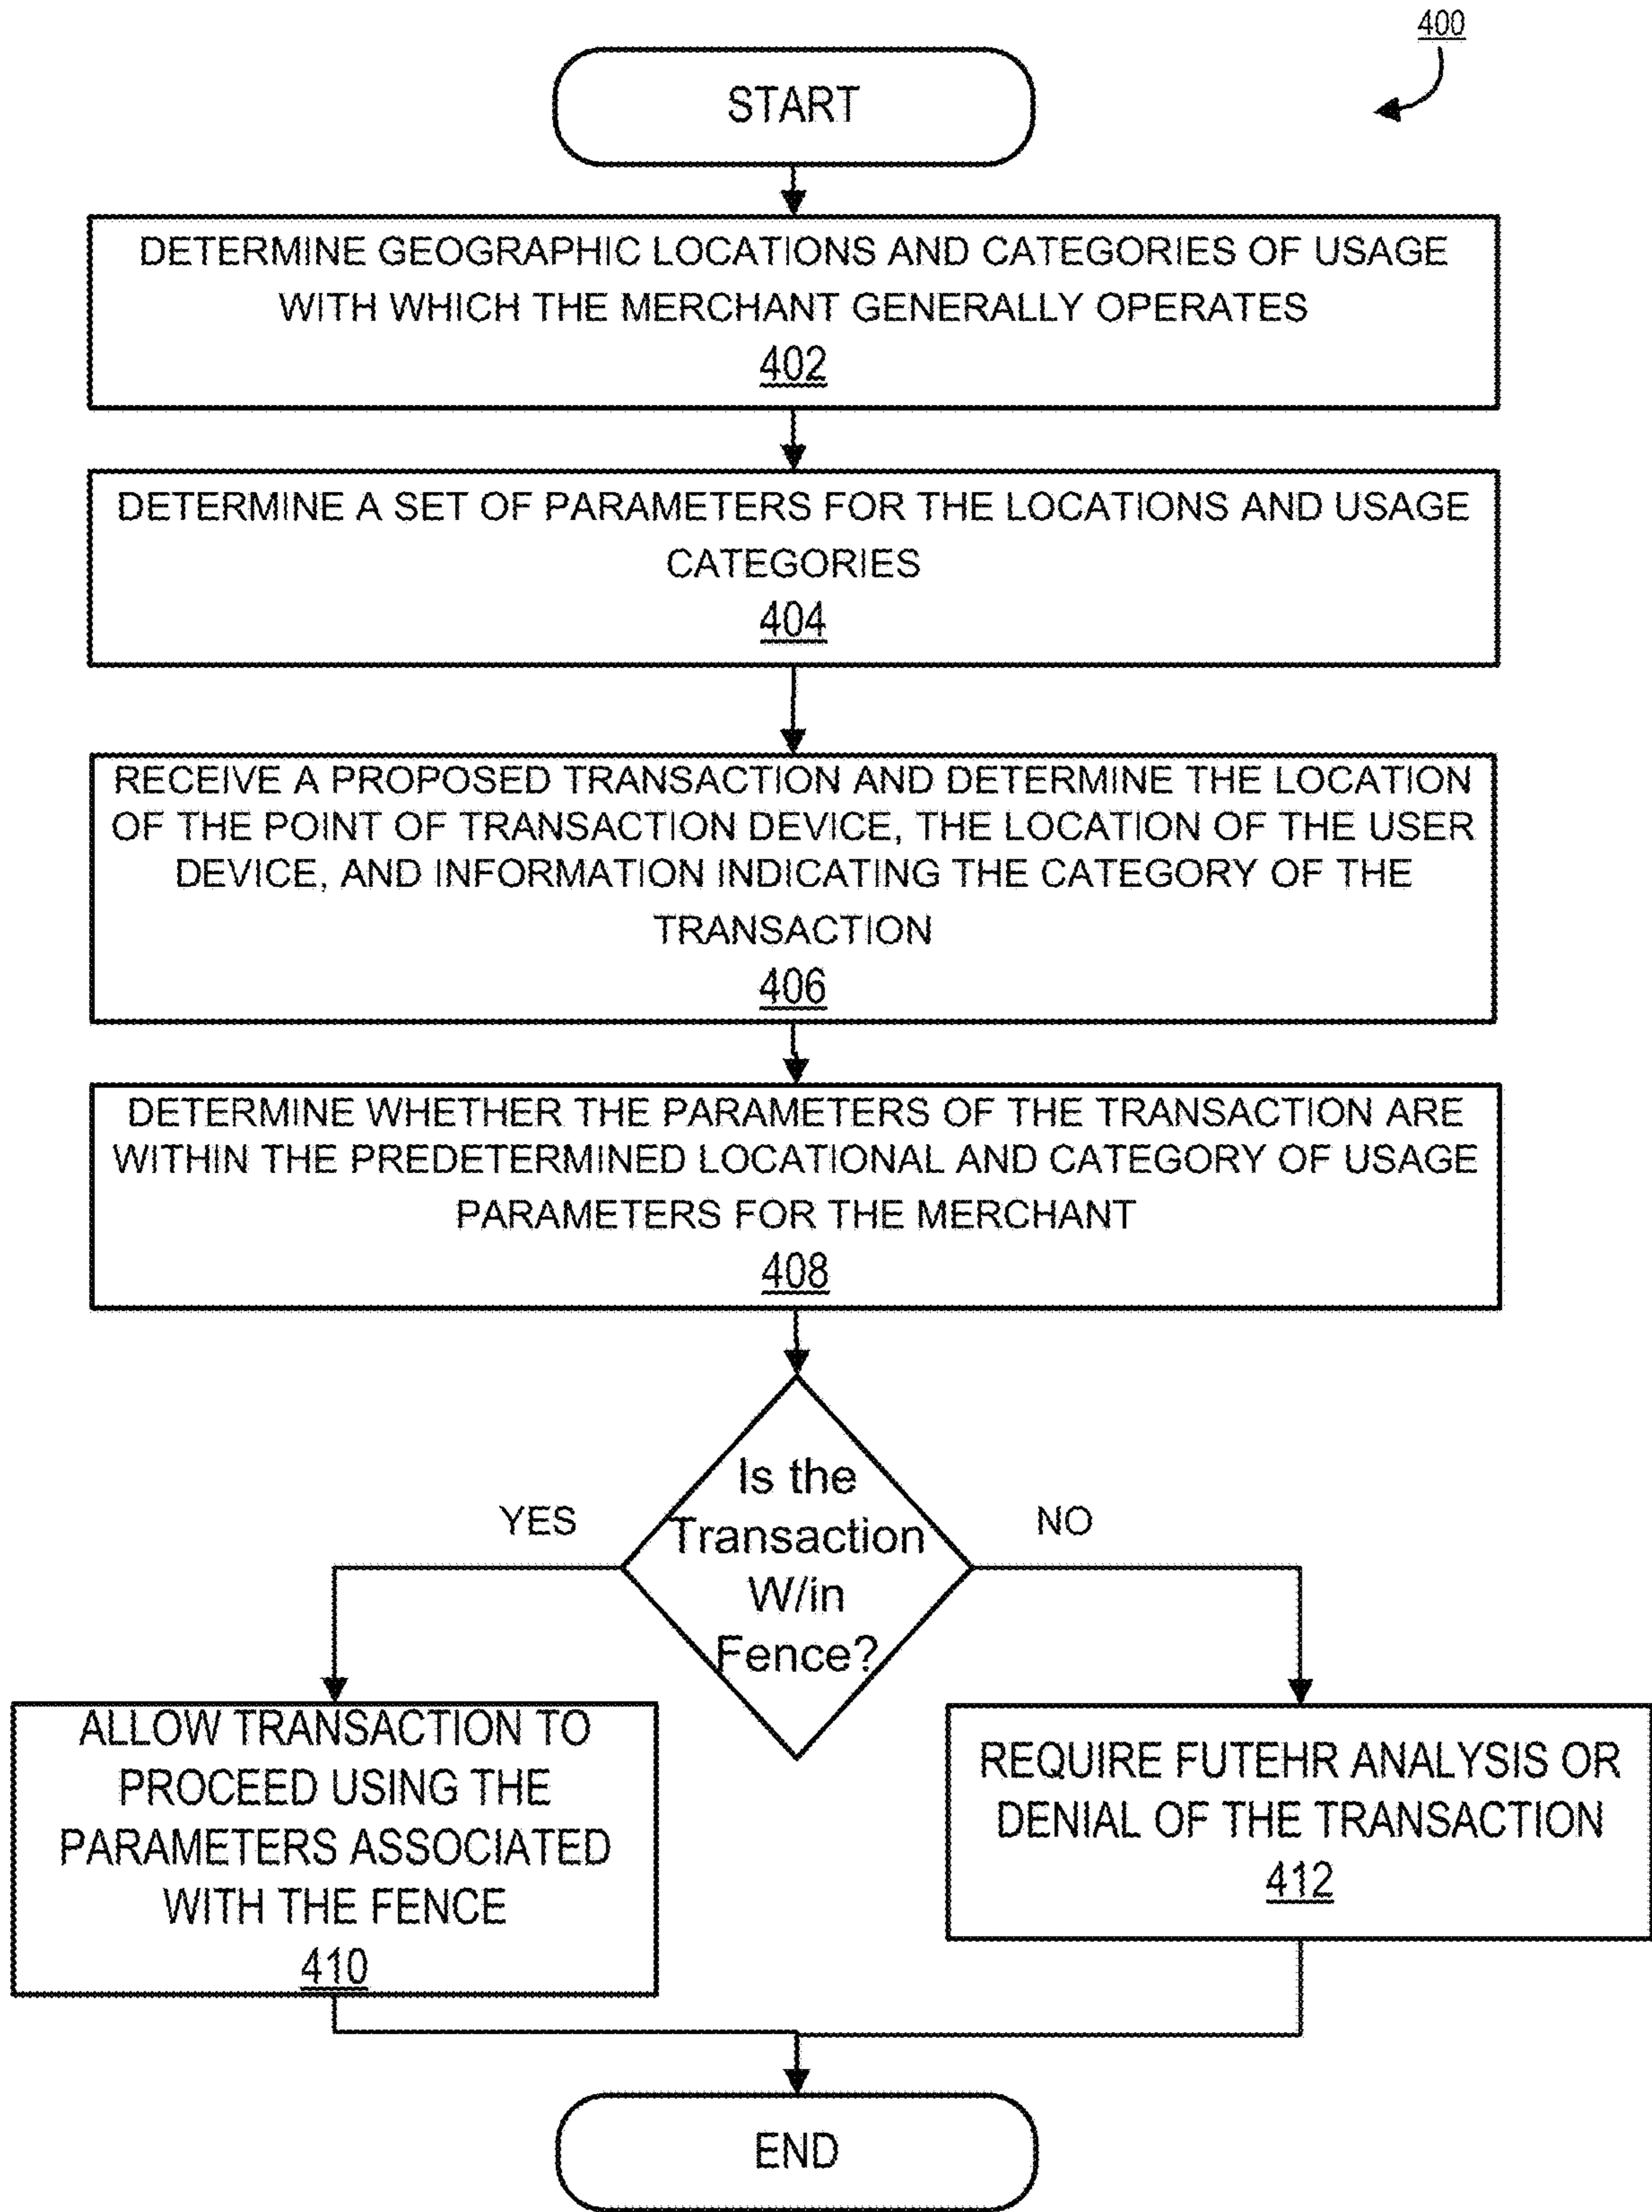 400
START
DETERMINE GEOGRAPHIC LOCATIONS AND CATEGORIES OF USAGE
WITH WHICH THE MERCHANT GENERALLY OPERATES
402
DETERMINE A SET OF PARAMETERS FOR THE LOCATIONS AND USAGE
CATEGORIES
404
RECEIVE A PROPOSED TRANSACTION AND DETERMINE THE LOCATION
OF THE POINT OF TRANSACTION DEVICE, THE LOCATION OF THE USER
DEVICE, AND INFORMATION INDICATING THE CATEGORY OF THE
TRANSACTION
406
DETERMINE WHETHER THE PARAMETERS OF THE TRANSACTION ARE
WITHIN THE PREDETERMINED LOCATIONAL AND CATEGORY OF USAGE
PARAMETERS FOR THE MERCHANT
408
Is the
Transaction
W/in
Fence?
YES
NO
ALLOW TRANSACTION TO
PROCEED USING THE
PARAMETERS ASSOCIATED
WITH THE FENCE
410
REQUIRE FUTEHR ANALYSIS OR
DENIAL OF THE TRANSACTION
412
END